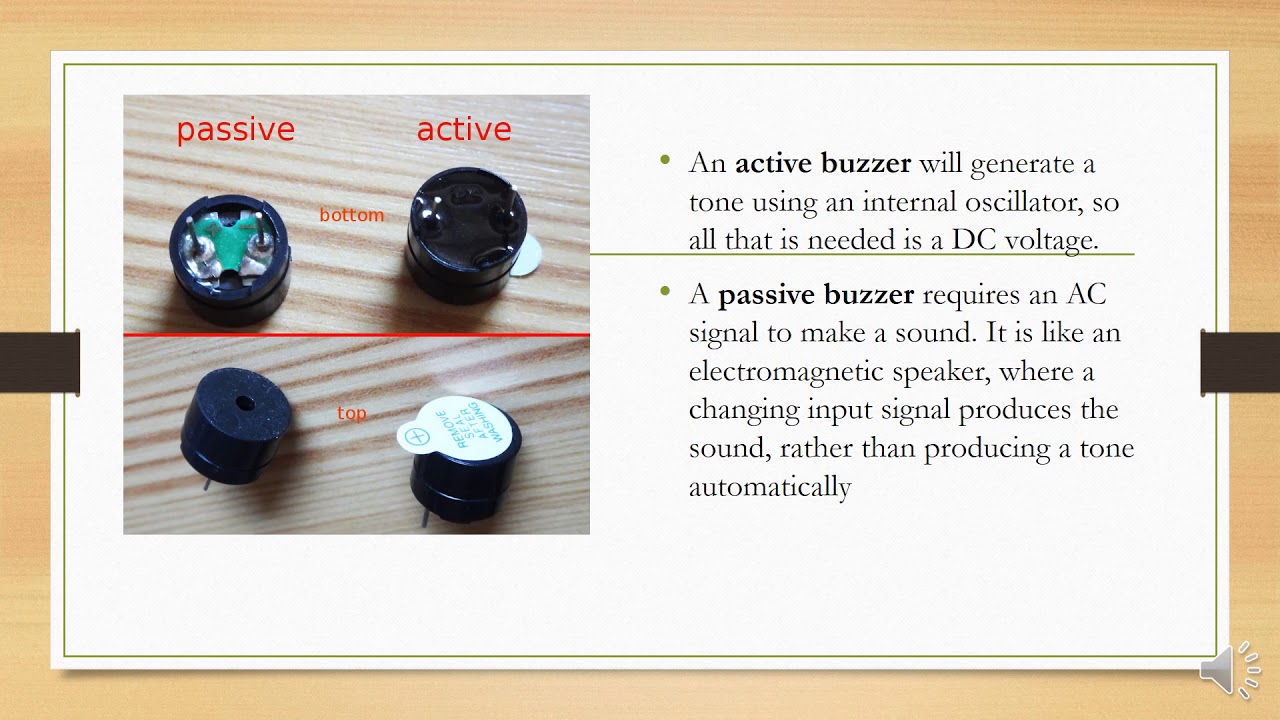 passive
active
bottom
top
REMOVE
SEAL
AFTER
WASHING
• An active buzzer will generate a
tone using an internal oscillator, so
all that is needed is a DC voltage.
• A passive buzzer requires an AC
signal to make a sound. It is like an
electromagnetic speaker, where a
changing input signal produces the
sound, rather than producing a tone
automatically